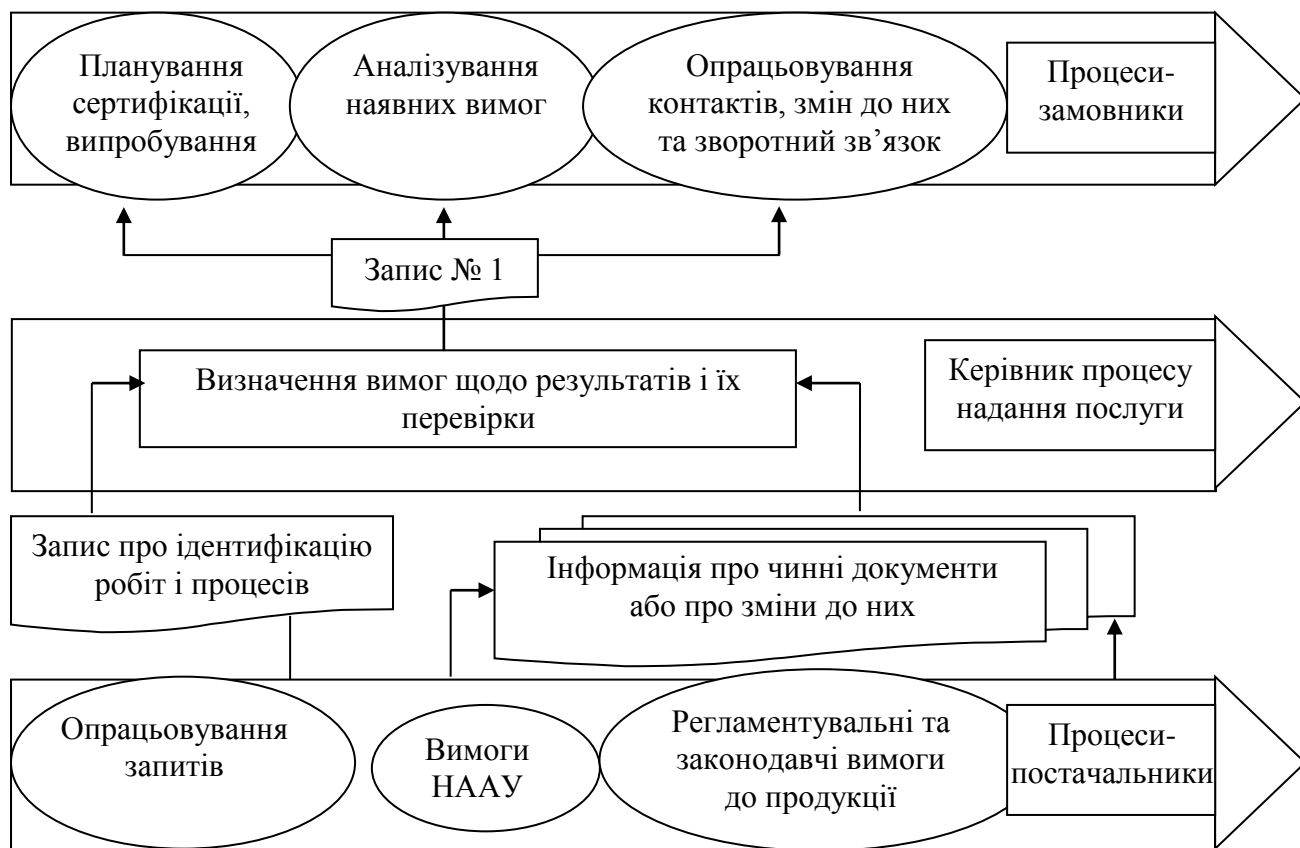 Планування
сертифікації,
випробування
Аналізування
наявних вимог
Опрацьовування
контактів, змін до них
та зворотний зв’язок
Процеси-
замовники
Запис № 1
Визначення вимог щодо результатів і їх
перевірки
Керівник процесу
надання послуги
Запис про ідентифікацію
робіт і процесів
Інформація про чинні документи
або про зміни до них
Опрацьовування
запитів
Вимоги
НААУ
Регламентувальні та
законодавчі вимоги
до продукції
Процеси-
постачальники